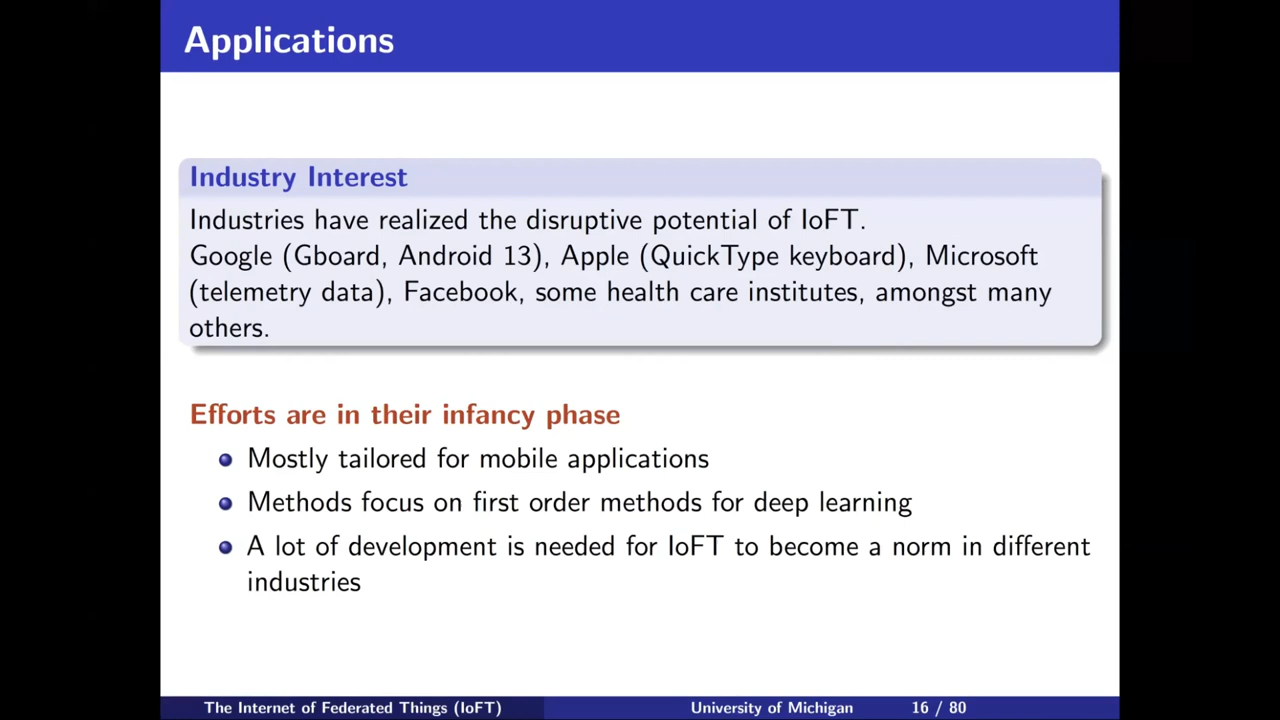 Applications
Industry Interest
Industries have realized the disruptive potential of IoFT.
Google (Gboard, Android 13), Apple (QuickType keyboard), Microsoft
(telemetry data), Facebook, some health care institutes, amongst many
others.
Efforts are in their infancy phase
Mostly tailored for mobile applications
Methods focus on first order methods for deep learning
A lot of development is needed for IoFT to become a norm in different
industries
The Internet of Federated Things (IoFT) University of Michigan 16 / 80